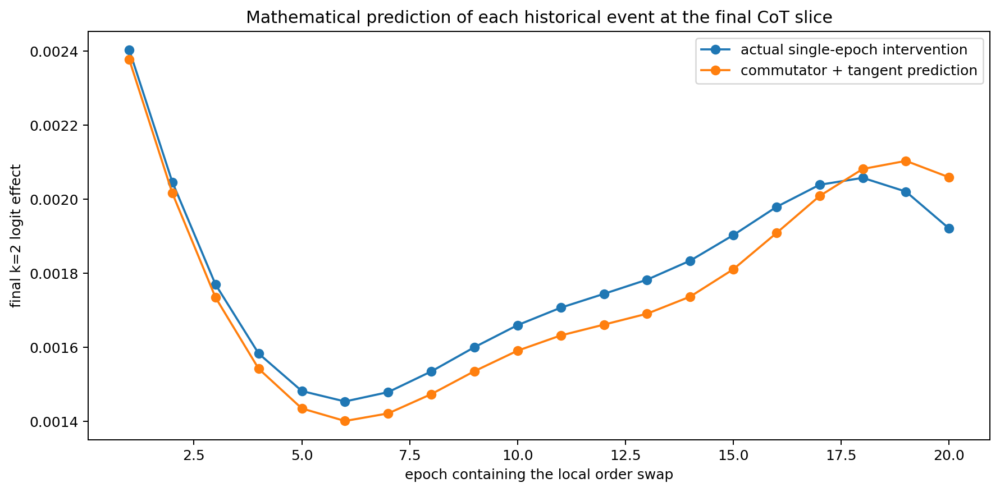 Mathematical prediction of each historical event at the final CoT slice
actual single-epoch intervention
commutator + tangent prediction
final k=2 logit effect
0.0024
0.0022
0.0020
0.0018
0.0016
0.0014
2.5 5.0 7.5 10.0 12.5 15.0 17.5 20.0
epoch containing the local order swap